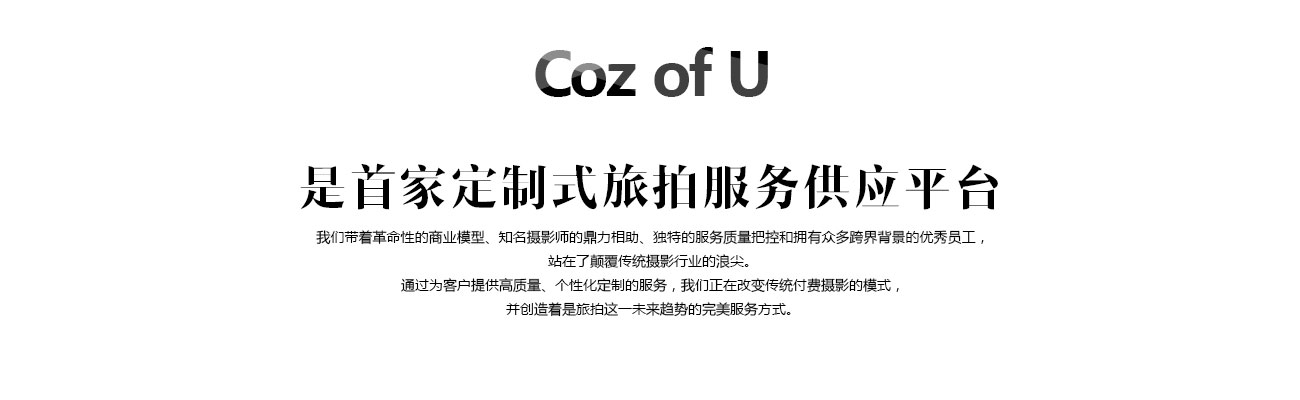 Coz of U
是首家定制式旅拍服务供应平台
我们带着革命性的商业模型、知名摄影师的鼎力相助、独特的服务质量把控和拥有众多跨界背景的优秀员工，
站在了颠覆传统摄影行业的浪尖。
通过为客户提供高质量、个性化定制的服务，我们正在改变传统付费摄影的模式，
并创造着是旅拍这一未来趋势的完美服务方式。